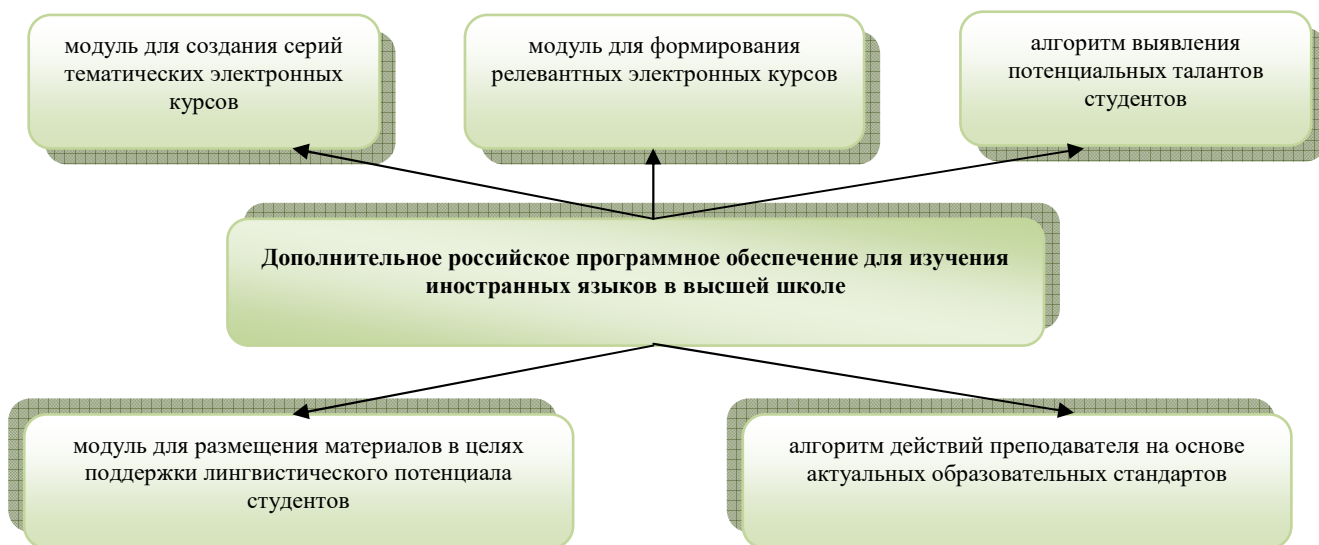 модуль для создания серий
тематических электронных
курсов
модуль для формирования
релевантных электронных курсов
алгоритм выявления
потенциальных талантов
студентов
Дополнительное российское программное обеспечение для изучения
иностранных языков в высшей школе
модуль для размещения материалов в целях
поддержки лингвистического потенциала
студентов
алгоритм действий преподавателя на основе
актуальных образовательных стандартов